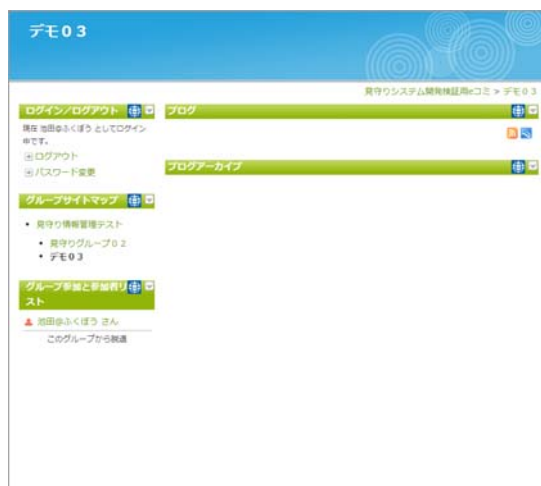 デモ03
見守りシステム開発検証用eコミ > デモ03
ログイン/ログアウト
現在 池田@ふくぼう としてログイン
中です。
ログアウト
パスワード変更
グループサイトマップ
見守り情報管理テスト
見守りグループ02
デモ03
グループ参加と参加者リ
スト
池田@ふくぼう さん
このグループから脱退
ブログ
ブログアーカイブ